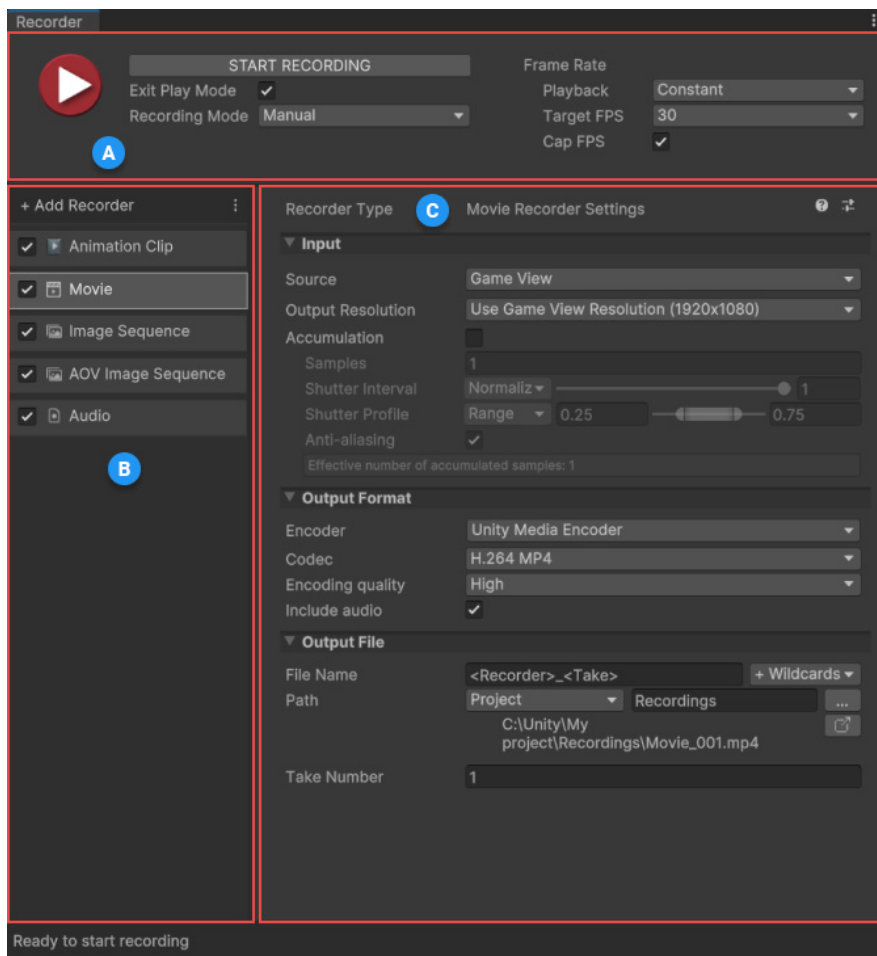 Recorder
START RECORDING
Exit Play Mode
Recording Mode Manual
Frame Rate
Playback Constant
Target FPS 30
Cap FPS
A
+ Add Recorder
Animation Clip
Movie
Image Sequence
AOV Image Sequence
Audio
B
Recorder Type C Movie Recorder Settings
Input
Source Game View
Output Resolution Use Game View Resolution (1920x1080)
Accumulation
Samples 1
Shutter Interval Normaliz 1
Shutter Profile Range 0.25 0.75
Anti-aliasing
Effective number of accumulated samples: 1
Output Format
Encoder Unity Media Encoder
Codec H.264 MP4
Encoding quality High
Include audio
Output File
File Name <Recorder>_<Take> + Wildcards
Path Project Recordings ...
C:\Unity\My
project\Recordings\Movie_001.mp4
Take Number 1
Ready to start recording